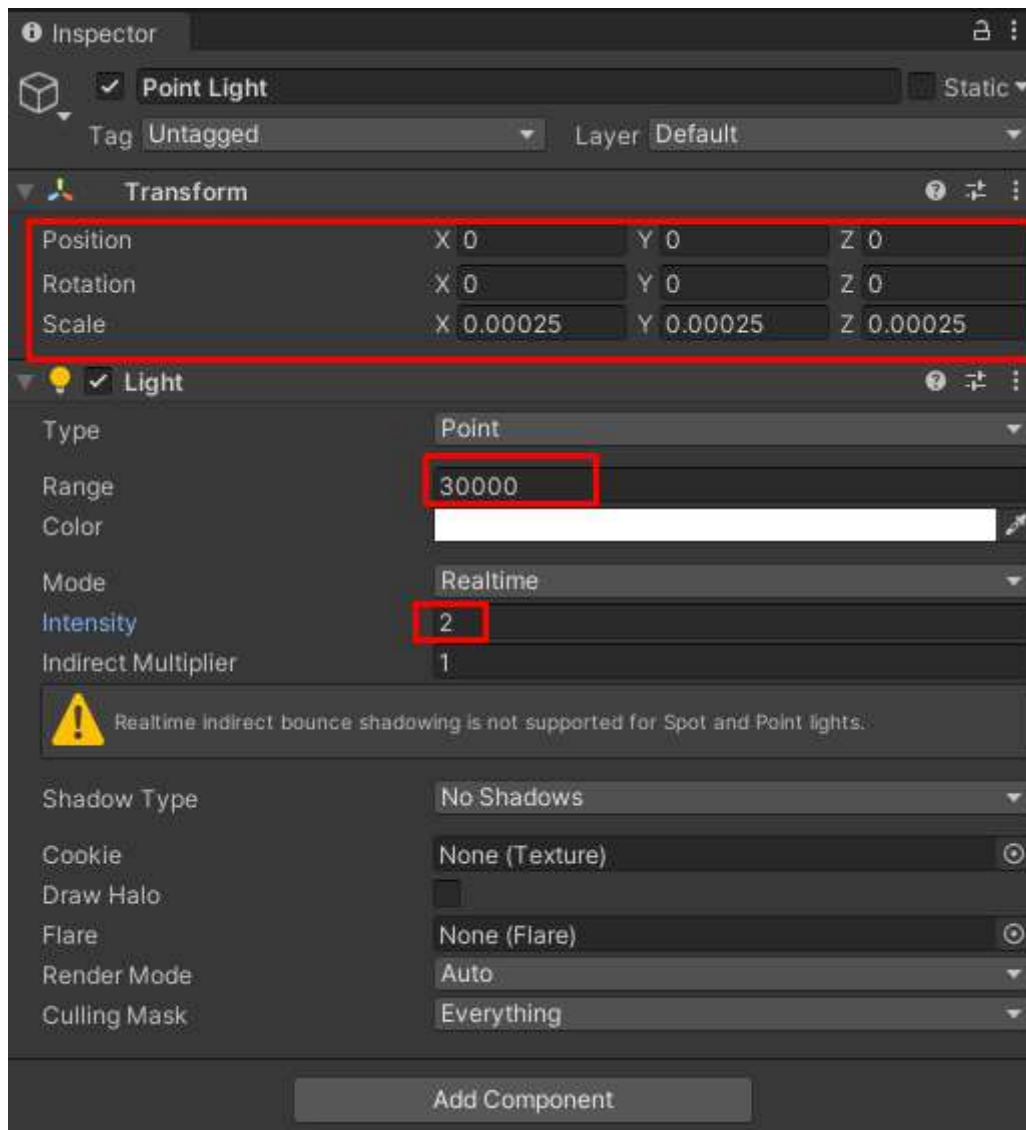 Inspector
Point Light Static
Tag Untagged Layer Default
Transform
Position X 0 Y 0 Z 0
Rotation X 0 Y 0 Z 0
Scale X 0.00025 Y 0.00025 Z 0.00025
Light
Type Point
Range 30000
Color
Mode Realtime
Intensity 2
Indirect Multiplier 1
Realtime indirect bounce shadowing is not supported for Spot and Point lights.
Shadow Type No Shadows
Cookie None (Texture)
Draw Halo
Flare None (Flare)
Render Mode Auto
Culling Mask Everything
Add Component